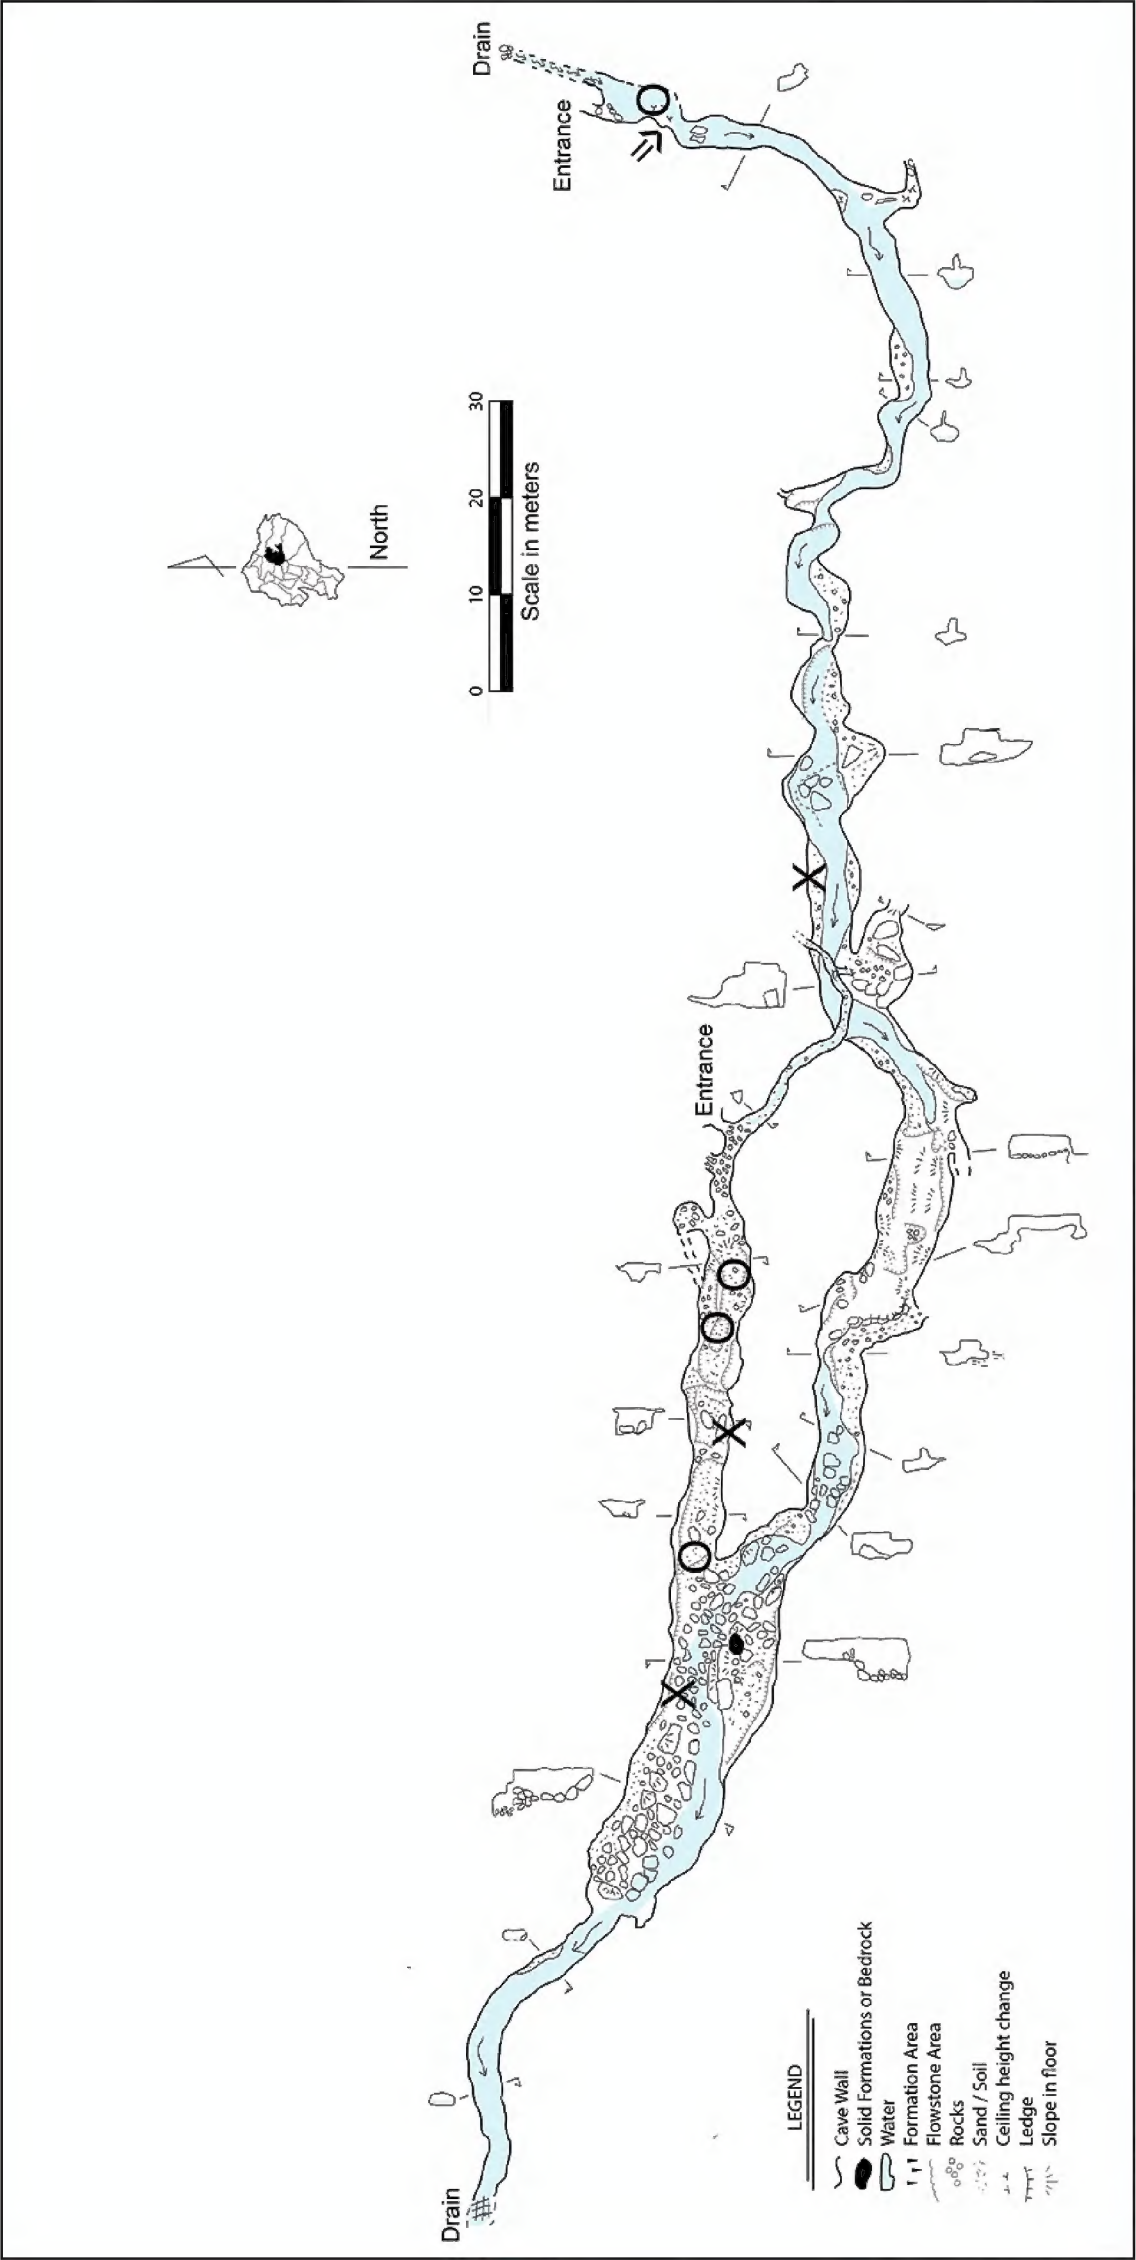 Drain
Entrance
North
0 10 20 30
Scale in meters
Entrance
X
X
X
Drain
LEGEND
Cave Wall
Solid Formations or Bedrock
Water
Formation Area
Flowstone Area
Rocks
Sand / Soil
Ceiling height change
Ledge
Slope in floor